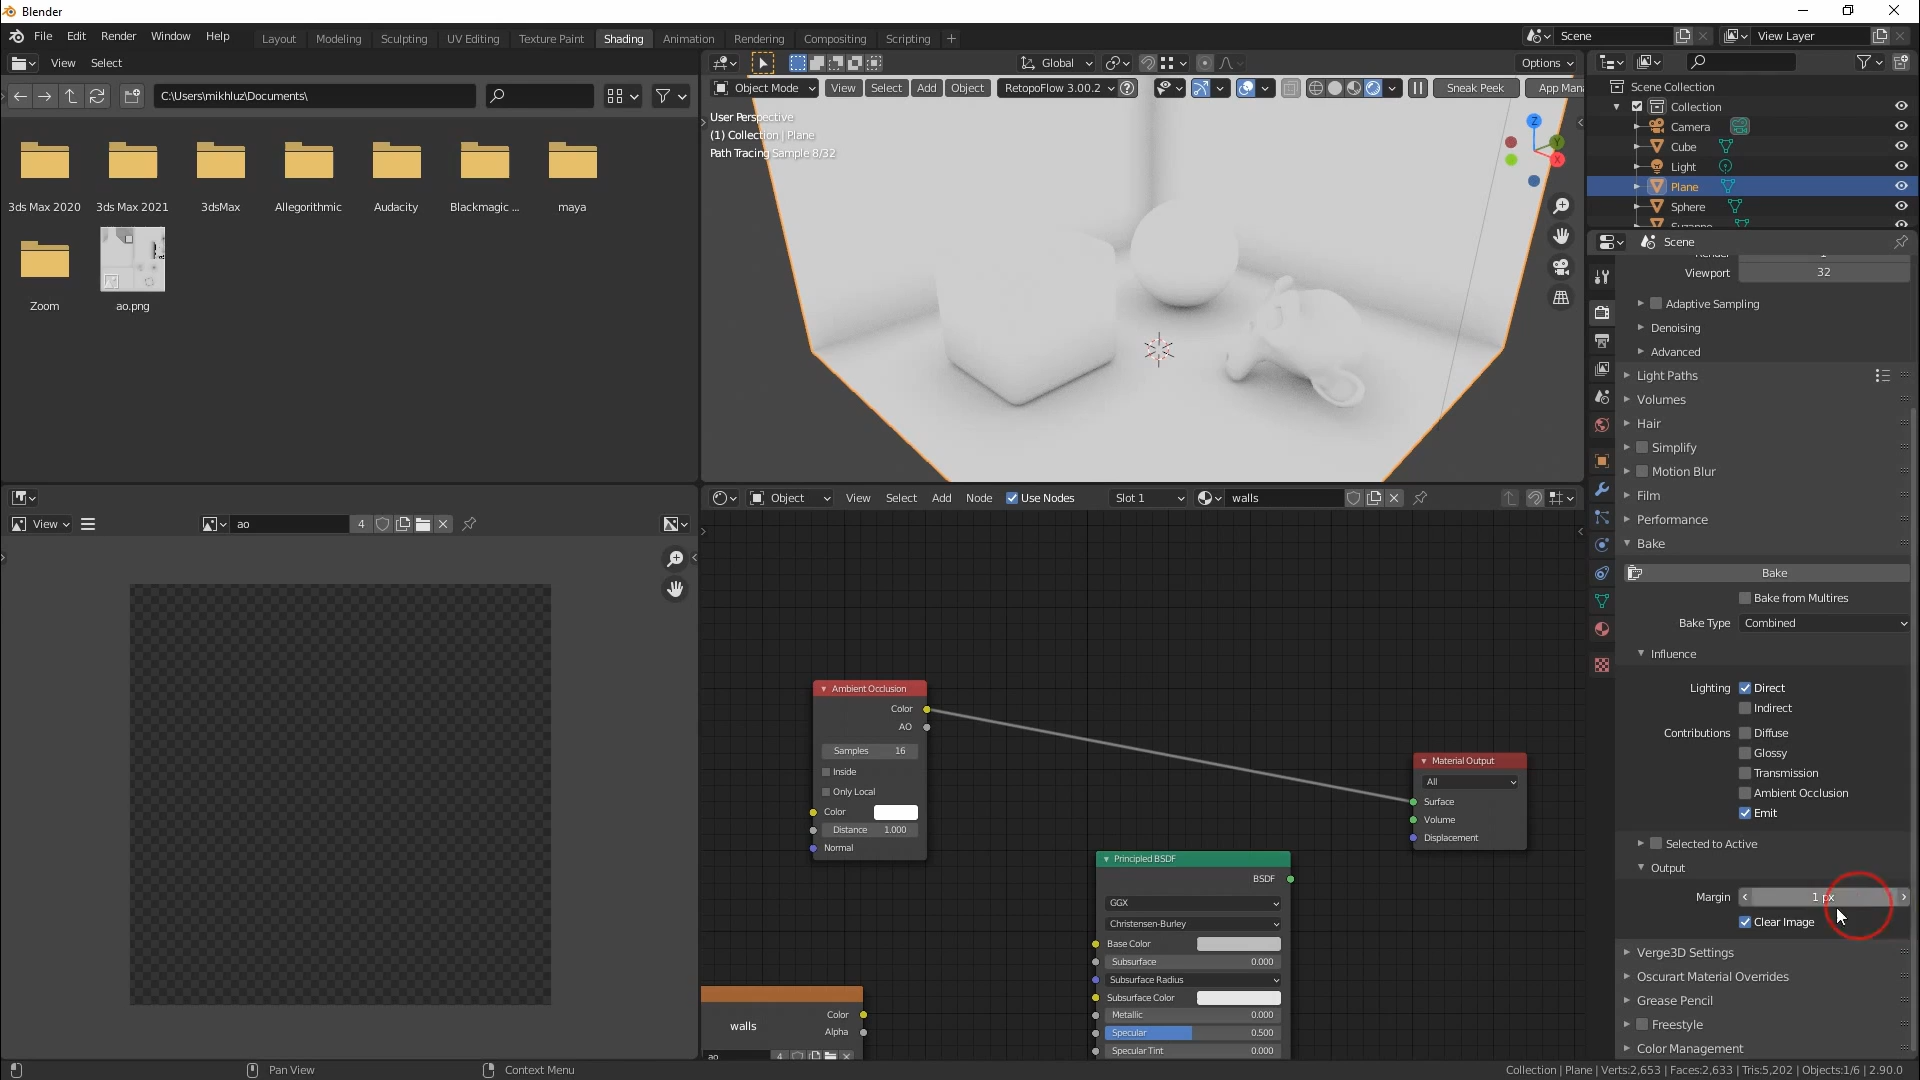 Blender
File Edit Render Window Help
Layout Modeling Sculpting UV Editing Texture Paint Shading Animation Rendering Compositing Scripting +
Scene
View Layer
View Select
C:\Users\mikhluz\Documents\
3ds Max 2020
3ds Max 2021
3dsMax
Allegorithmic
Audacity
Blackmagic ...
maya
Zoom
ao.png
Global
Options
Object Mode View Select Add Object RetopoFlow 3.00.2
Sneak Peek
App Mana
User Perspective
(1) Collection | Plane
Path Tracing Sample 8/32
Z
Y
X
Scene Collection
Collection
Camera
Cube
Light
Plane
Sphere
Suzanne
Scene
Render 1
Viewport 32
Adaptive Sampling
Denoising
Advanced
Light Paths
Volumes
Hair
Simplify
Motion Blur
Film
Performance
Bake
Bake
Bake from Multires
Bake Type Combined
Influence
Lighting Direct
Indirect
Contributions Diffuse
Glossy
Transmission
Ambient Occlusion
Emit
Selected to Active
Output
Margin 1 px
Clear Image
Verge3D Settings
Oscurart Material Overrides
Grease Pencil
Freestyle
Color Management
View
ao
4
Object View Select Add Node Use Nodes Slot 1 walls
Ambient Occlusion
Color
AO
Samples 16
Inside
Only Local
Color
Distance 1.000
Normal
Material Output
All
Surface
Volume
Displacement
Principled BSDF
BSDF
GGX
Christensen-Burley
Base Color
Subsurface 0.000
Subsurface Radius
Subsurface Color
Metallic 0.000
Specular 0.500
Specular Tint 0.000
Color
Alpha
walls
ao 4
Pan View
Context Menu
Collection | Plane | Verts:2,653 | Faces:2,633 | Tris:5,202 | Objects:1/6 | 2.90.0